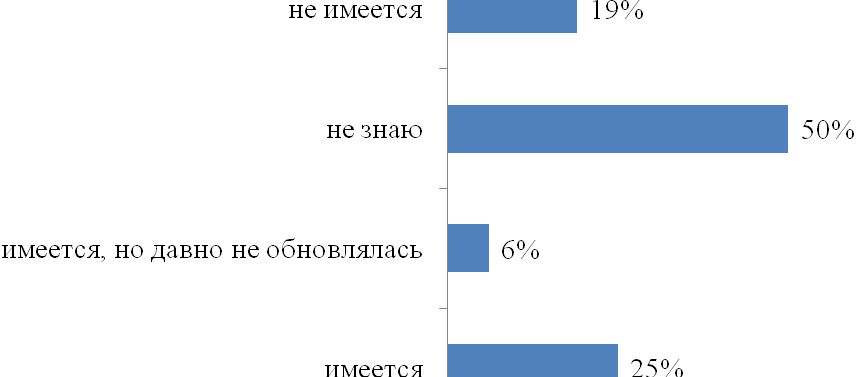 не имеется 19%
не знаю 50%
имеется, но давно не обновлялась 6%
имеется 25%